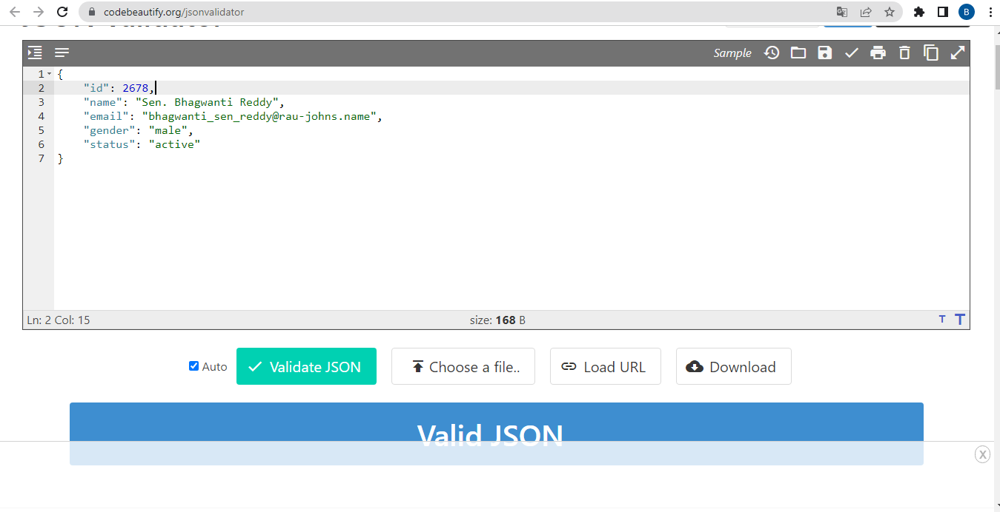 codebeautify.org/jsonvalidator
B
Sample
1 {
2 "id": 2678,
3 "name": "Sen. Bhagwanti Reddy",
4 "email": "bhagwanti_sen_reddy@rau-johns.name",
5 "gender": "male",
6 "status": "active"
7 }
Ln: 2 Col: 15 size: 168 B T T
Auto Validate JSON Choose a file.. Load URL Download
Valid JSON
X